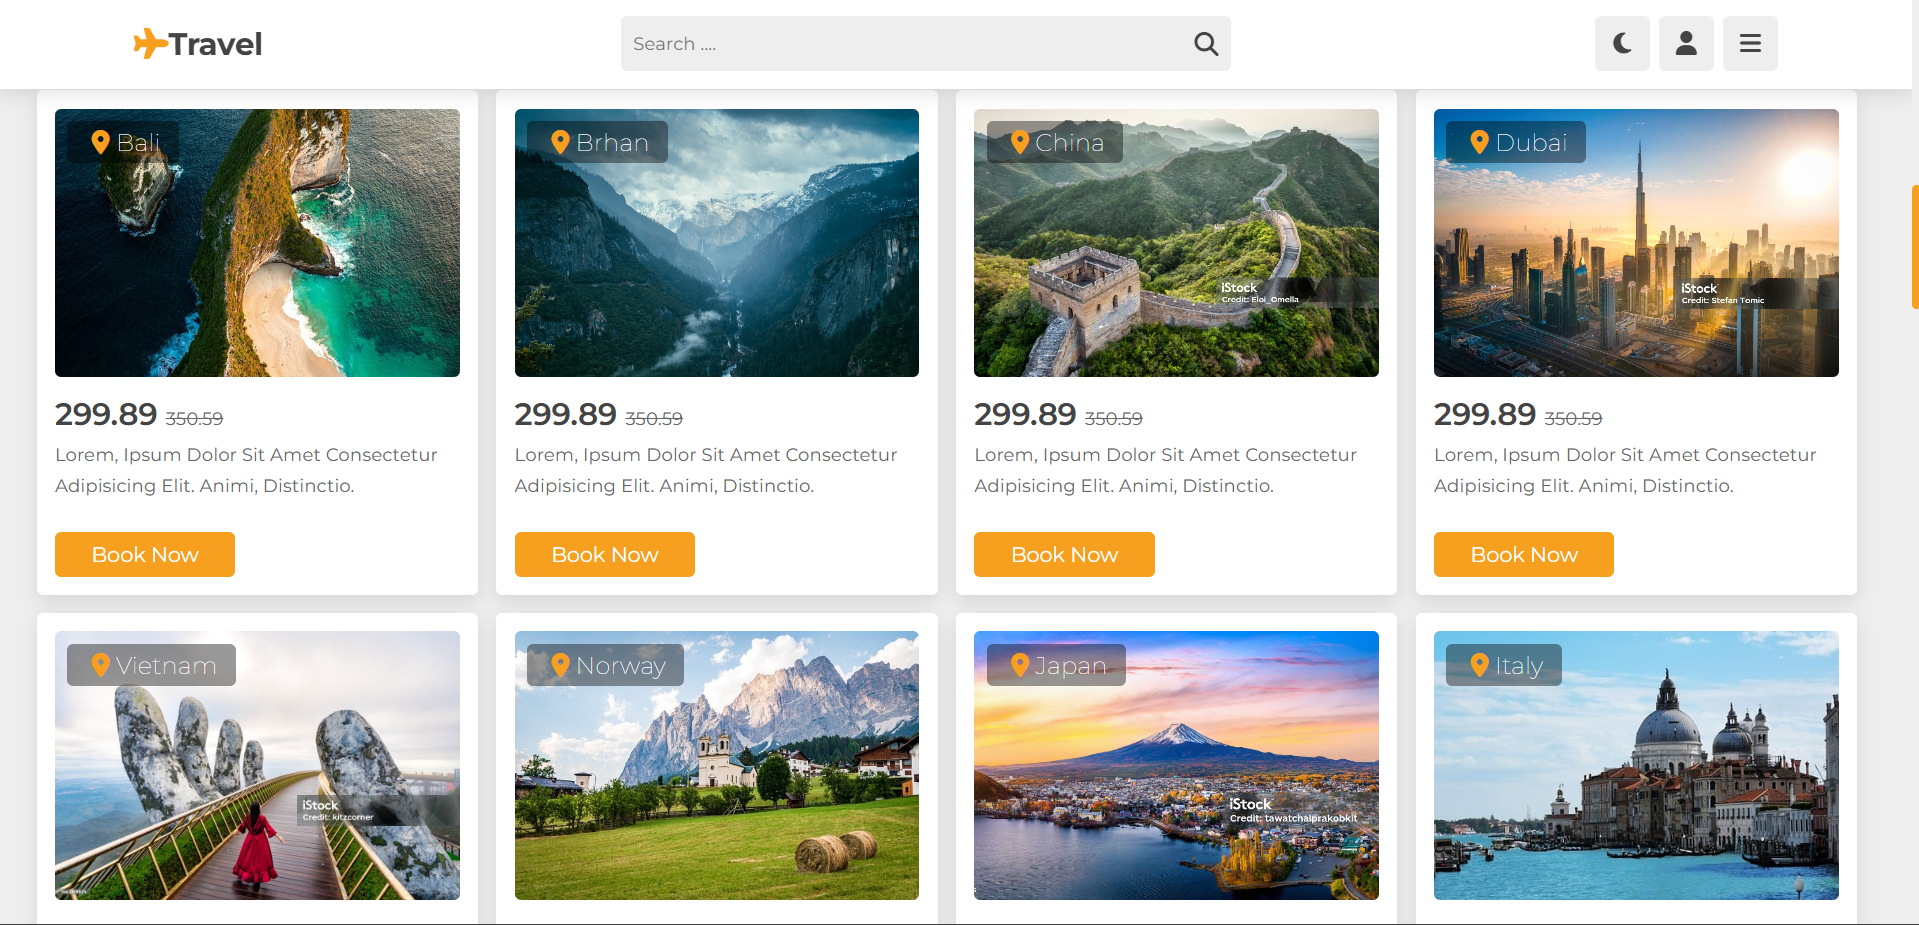 Travel
Search ....
Bali
Brhan
China
Dubai
iStock
Credit: Eloi_Omella
iStock
Credit: Stefan Tomic
299.89 350.59
299.89 350.59
299.89 350.59
299.89 350.59
Lorem, Ipsum Dolor Sit Amet Consectetur
Adipisicing Elit. Animi, Distinctio.
Lorem, Ipsum Dolor Sit Amet Consectetur
Adipisicing Elit. Animi, Distinctio.
Lorem, Ipsum Dolor Sit Amet Consectetur
Adipisicing Elit. Animi, Distinctio.
Lorem, Ipsum Dolor Sit Amet Consectetur
Adipisicing Elit. Animi, Distinctio.
Book Now
Book Now
Book Now
Book Now
Vietnam
Norway
Japan
Italy
iStock
Credit: kitzcorner
iStock
Credit: tawatchaiprakobkit